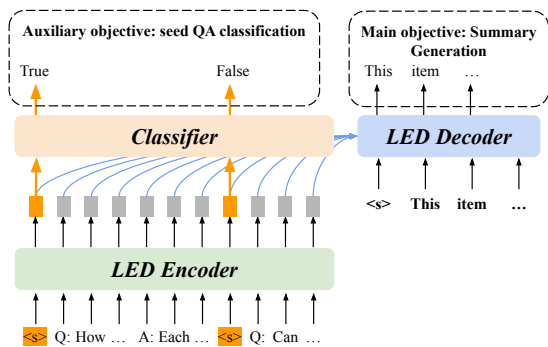 Auxiliary objective: seed QA classification
True False
Main objective: Summary
Generation
This item ...
Classifier
LED Decoder
<s> This item ...
LED Encoder
<s> Q: How ... A: Each ... <s> Q: Can ...